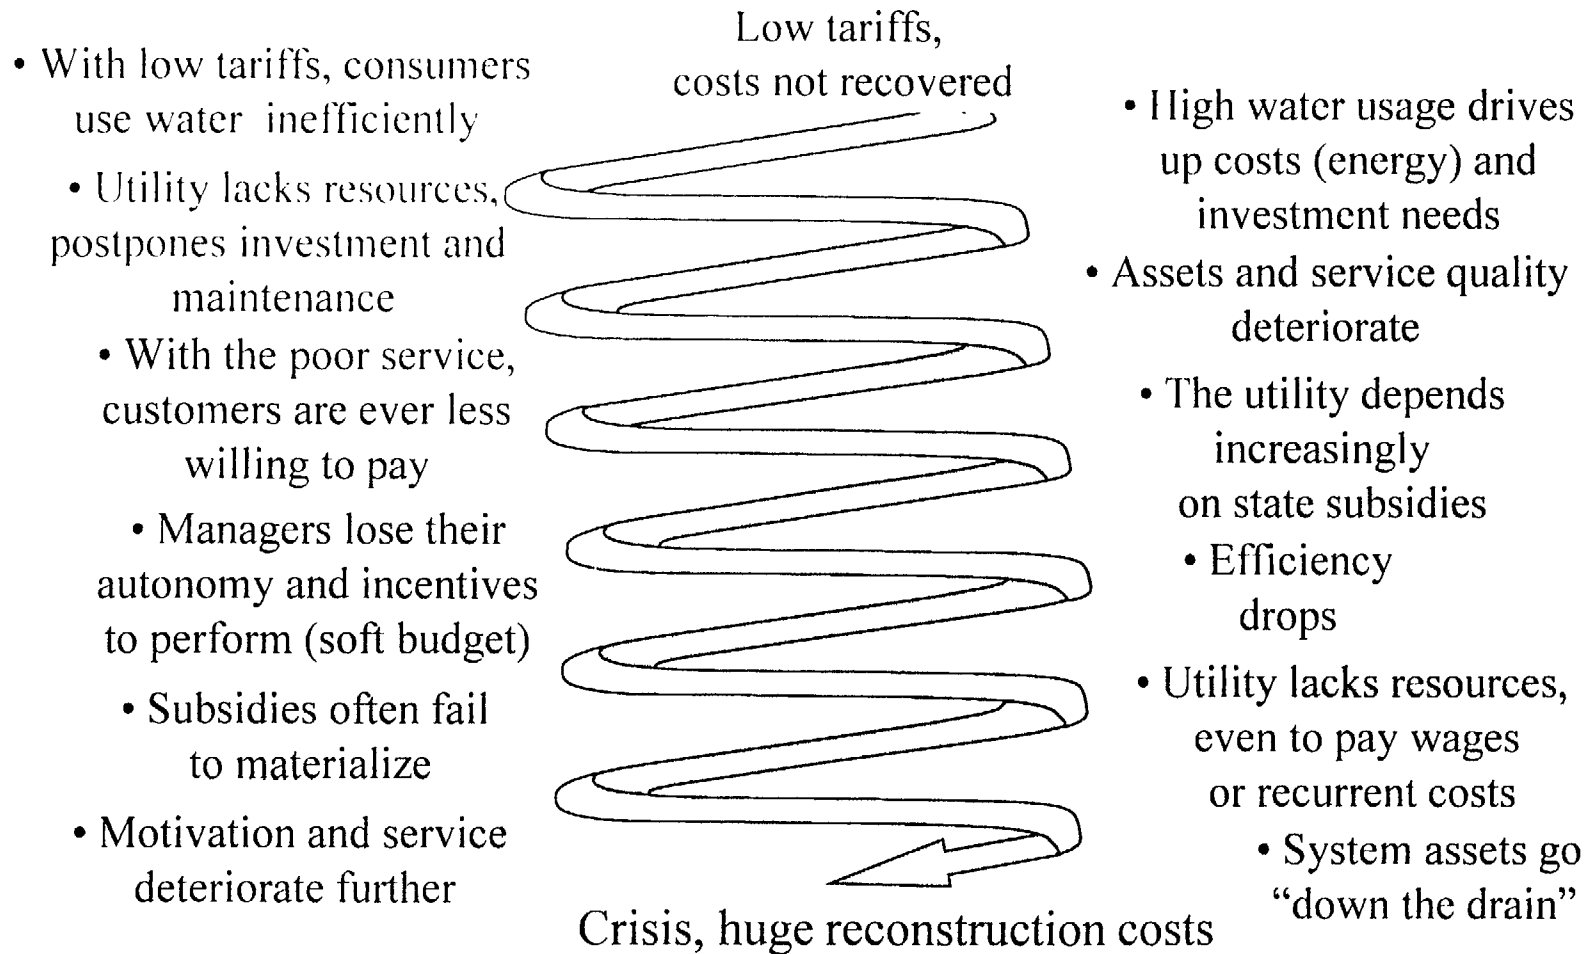 Low tariffs,
costs not recovered
• With low tariffs, consumers
use water inefficiently
• High water usage drives
up costs (energy) and
investment needs
• Utility lacks resources,
postpones investment and
maintenance
• Assets and service quality
deteriorate
• With the poor service,
customers are ever less
willing to pay
• The utility depends
increasingly
on state subsidies
• Managers lose their
autonomy and incentives
to perform (soft budget)
• Efficiency
drops
• Subsidies often fail
to materialize
• Utility lacks resources,
even to pay wages
or recurrent costs
• Motivation and service
deteriorate further
• System assets go
“down the drain”
Crisis, huge reconstruction costs